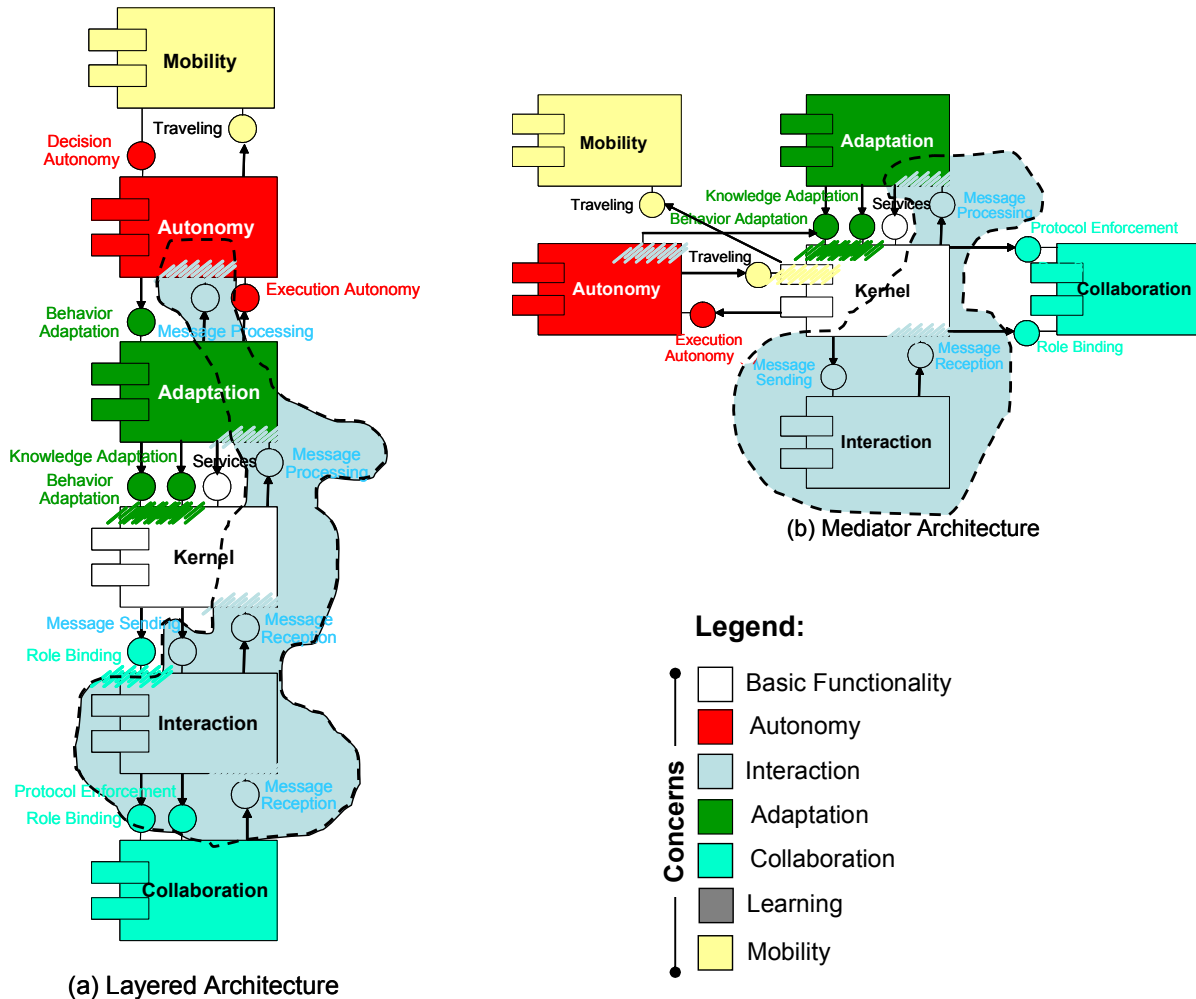 Mobility
Traveling
Decision
Autonomy
Autonomy
Execution Autonomy
Behavior
Adaptation
Message Processing
Adaptation
Knowledge Adaptation
Services
Message
Processing
Behavior
Adaptation
Kernel
Message Sending
Message
Reception
Role Binding
Interaction
Protocol Enforcement
Message
Reception
Role Binding
Collaboration
(a) Layered Architecture
Mobility
Adaptation
Knowledge Adaptation
Services
Message
Processing
Traveling
Behavior Adaptation
Protocol Enforcement
Traveling
Autonomy
Kernel
Collaboration
Execution
Autonomy
Message
Sending
Message
Reception
Role Binding
Interaction
(b) Mediator Architecture
Legend:
Concerns
Basic Functionality
Autonomy
Interaction
Adaptation
Collaboration
Learning
Mobility